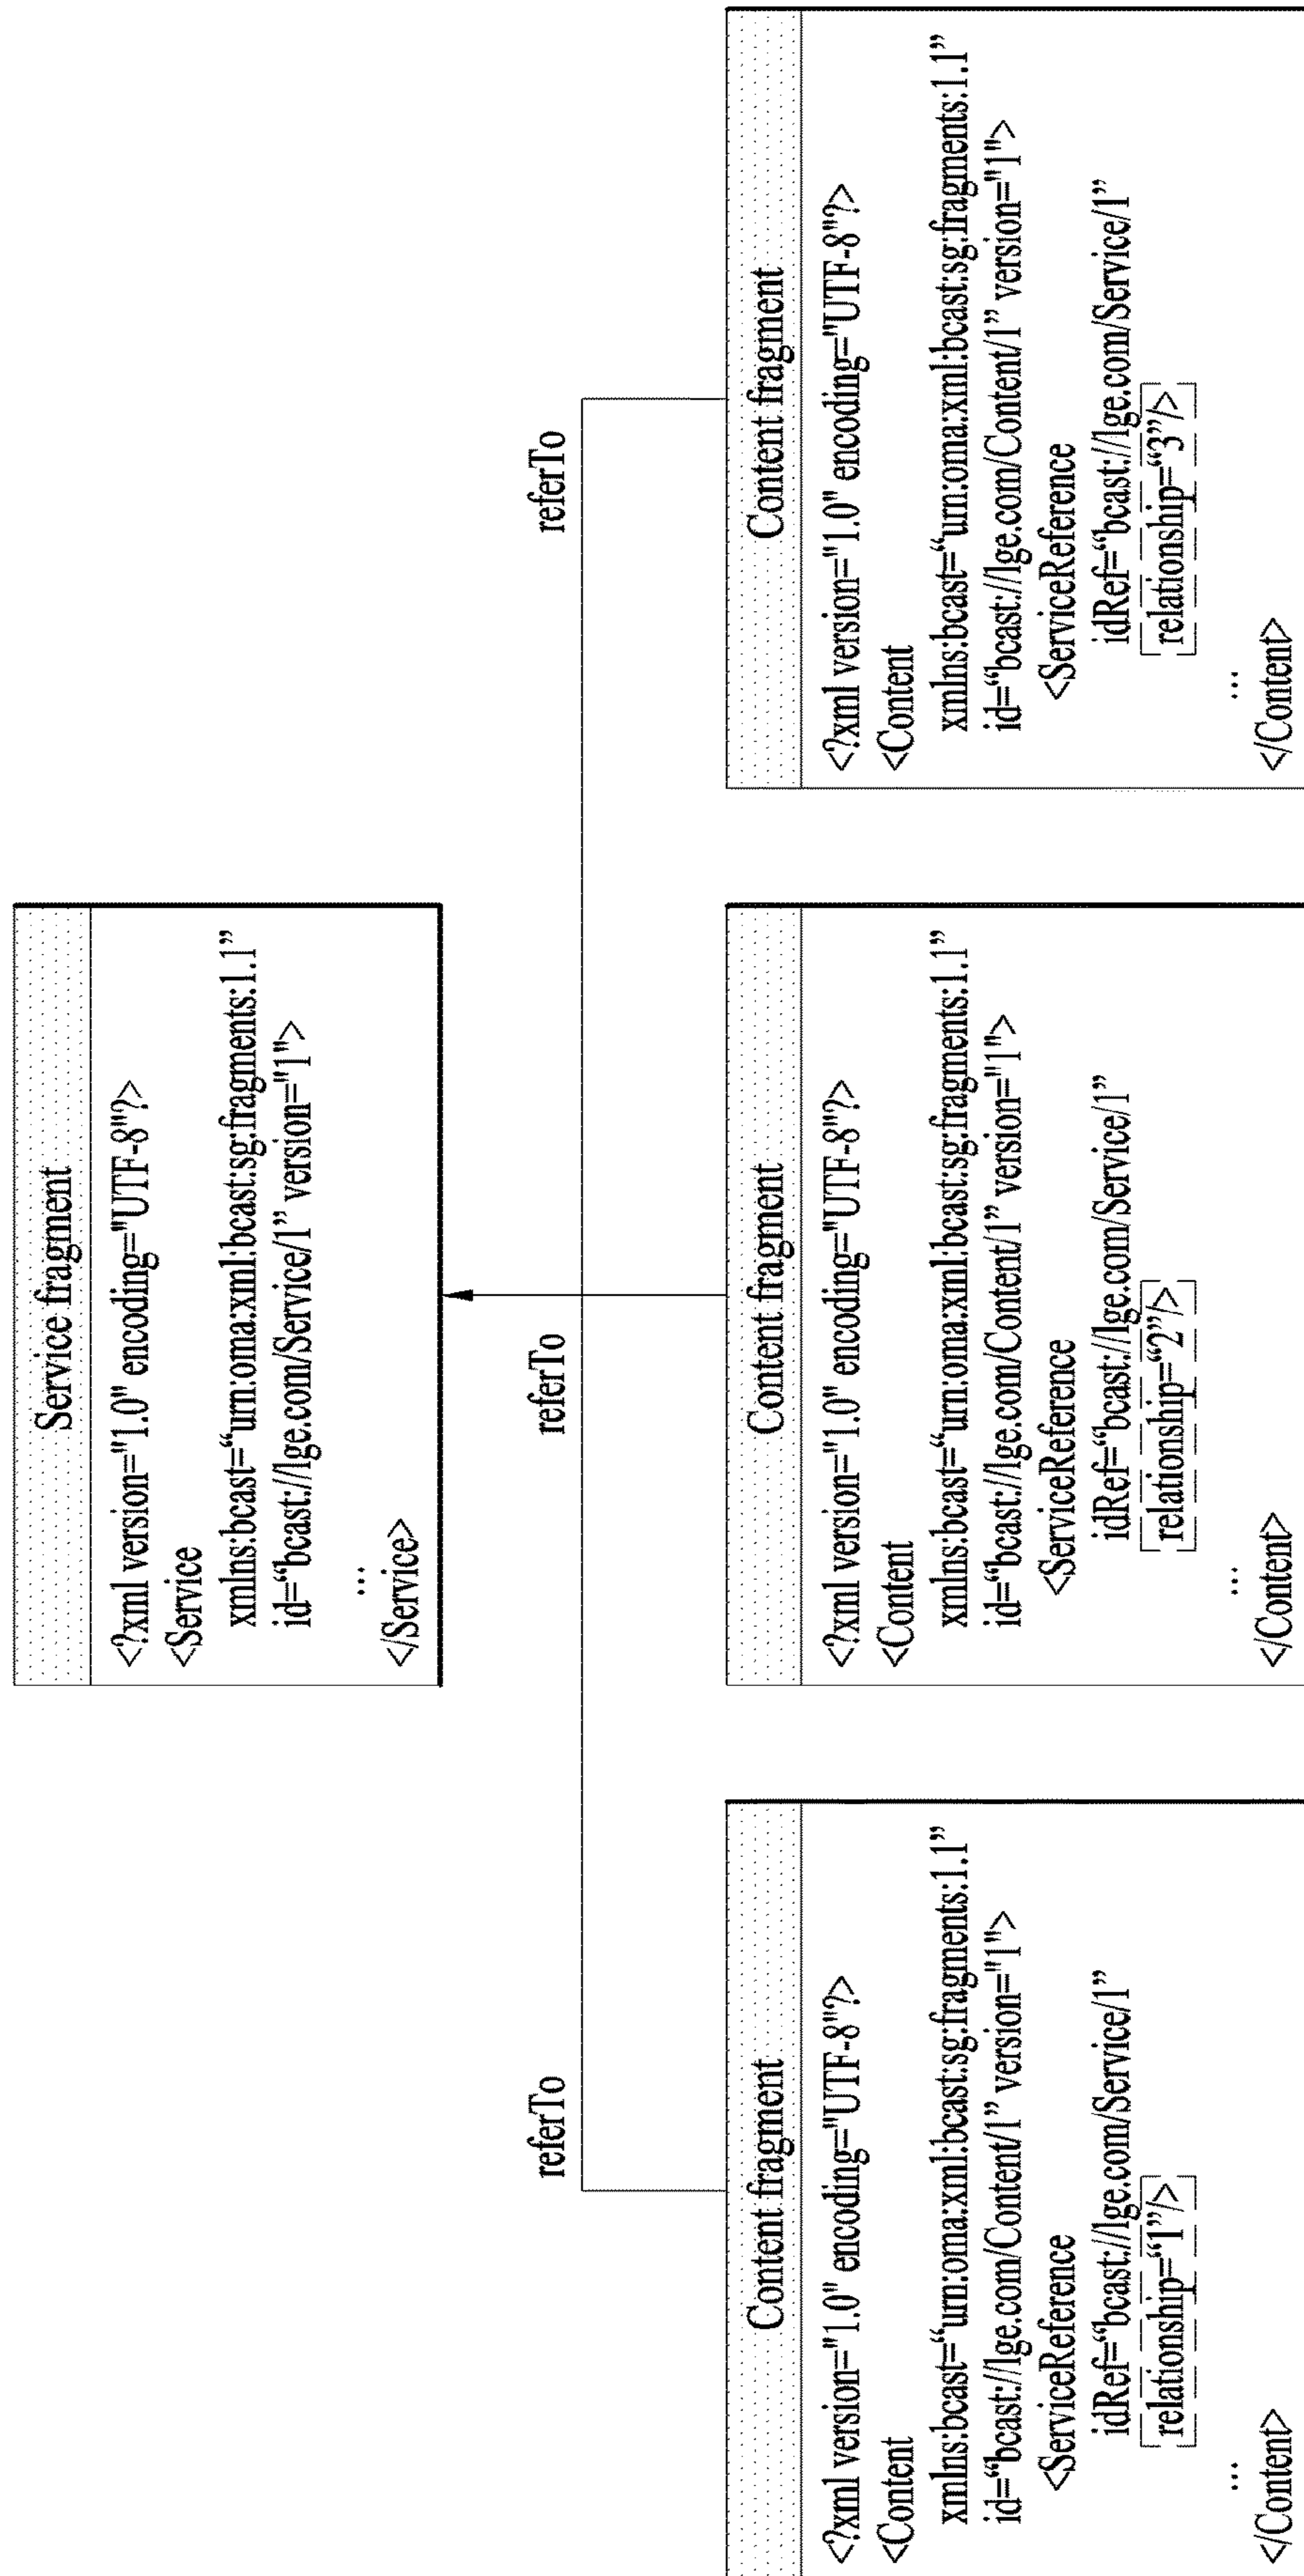 Service fragment
<?xml version="1.0" encoding="UTF-8"?>
<Service
xmlns:bcast=“urn:oma:xml:bcast:sg:fragments:1.1”
id=“bcast://lge.com/Service/1” version="1">
...
</Service>
referTo
referTo
referTo
Content fragment
<?xml version="1.0" encoding="UTF-8"?>
<Content
xmlns:bcast=“urn:oma:xml:bcast:sg:fragments:1.1”
id=“bcast://lge.com/Content/1” version="1">
<ServiceReference
idRef=“bcast://lge.com/Service/1”
relationship=“1”/>
...
</Content>
Content fragment
<?xml version="1.0" encoding="UTF-8"?>
<Content
xmlns:bcast=“urn:oma:xml:bcast:sg:fragments:1.1”
id=“bcast://lge.com/Content/1” version="1">
<ServiceReference
idRef=“bcast://lge.com/Service/1”
relationship=“2”/>
...
</Content>
Content fragment
<?xml version="1.0" encoding="UTF-8"?>
<Content
xmlns:bcast=“urn:oma:xml:bcast:sg:fragments:1.1”
id=“bcast://lge.com/Content/1” version="1">
<ServiceReference
idRef=“bcast://lge.com/Service/1”
relationship=“3”/>
...
</Content>